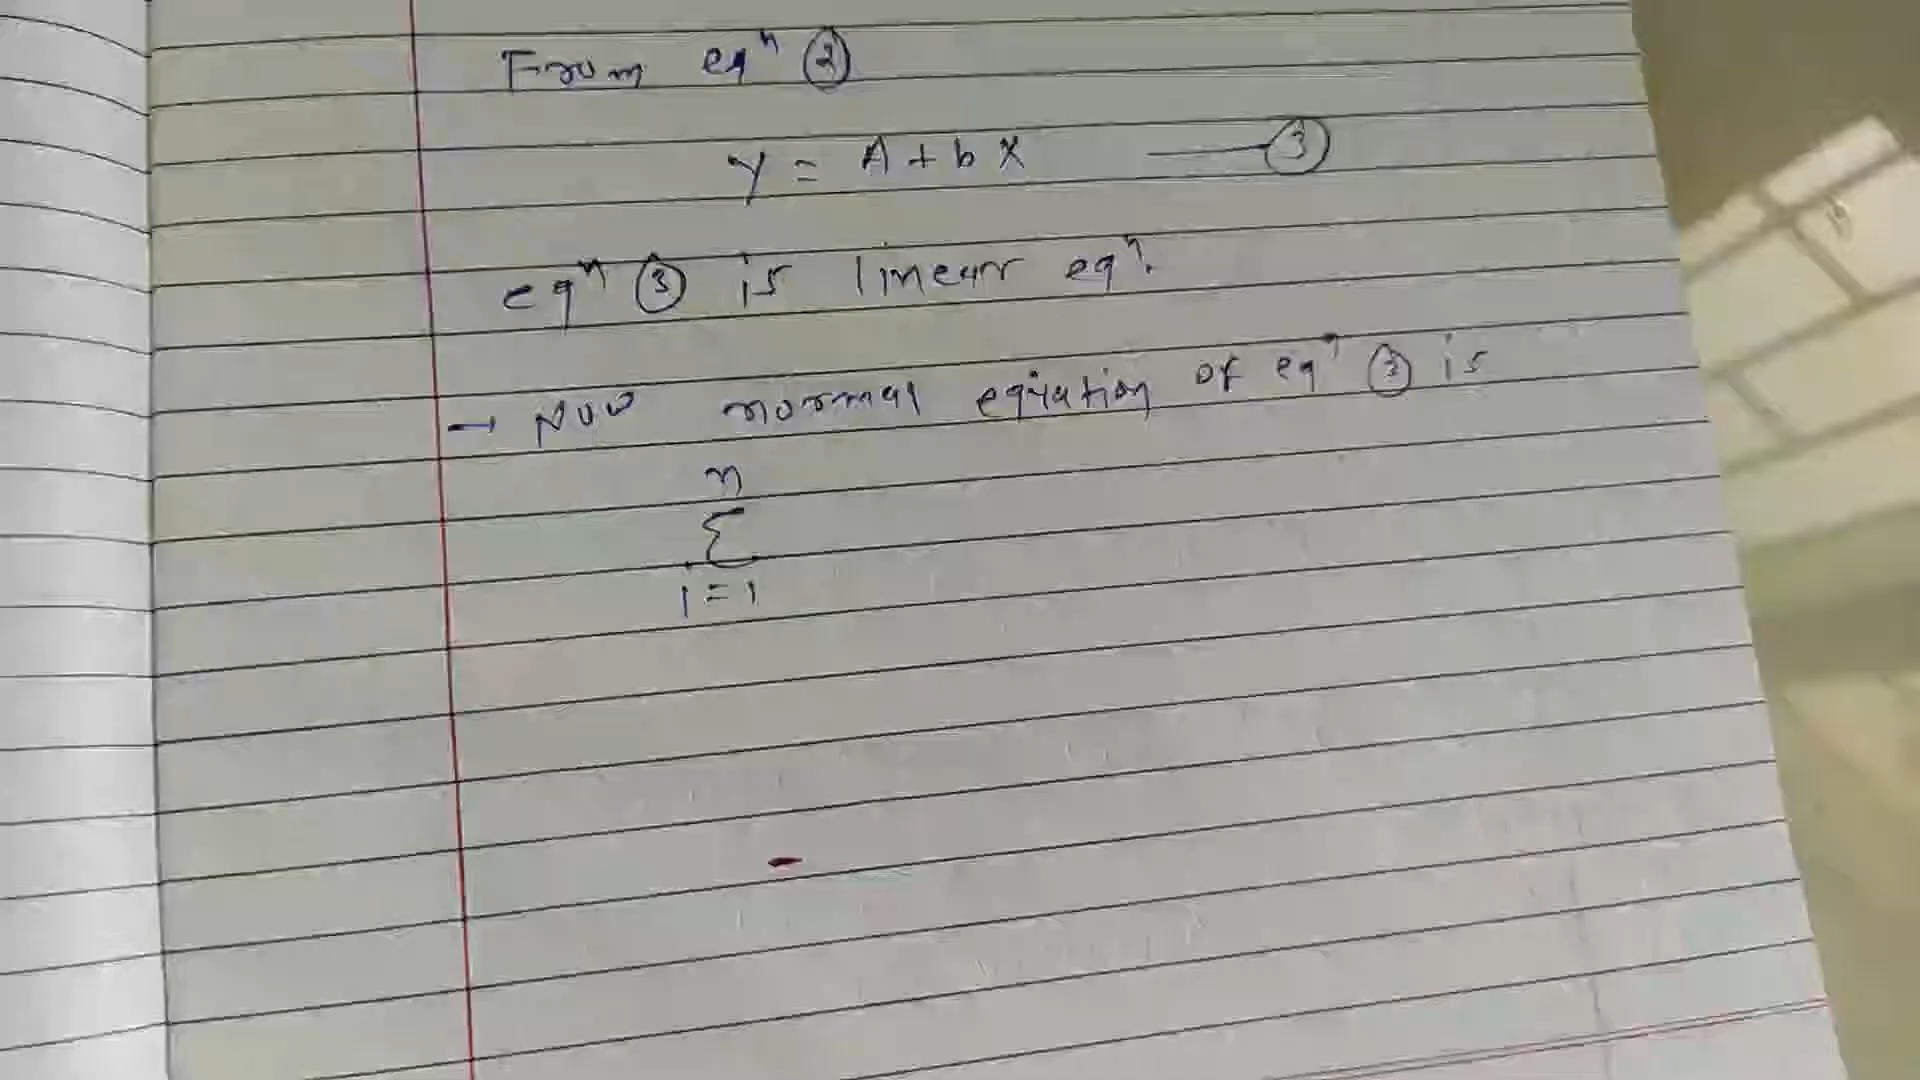 From eqⁿ ②
Y = A + b X —— ③
eqⁿ ③ is linear eqⁿ.
→ Now normal equation of eqⁿ ③ is
n
Σ
i = 1